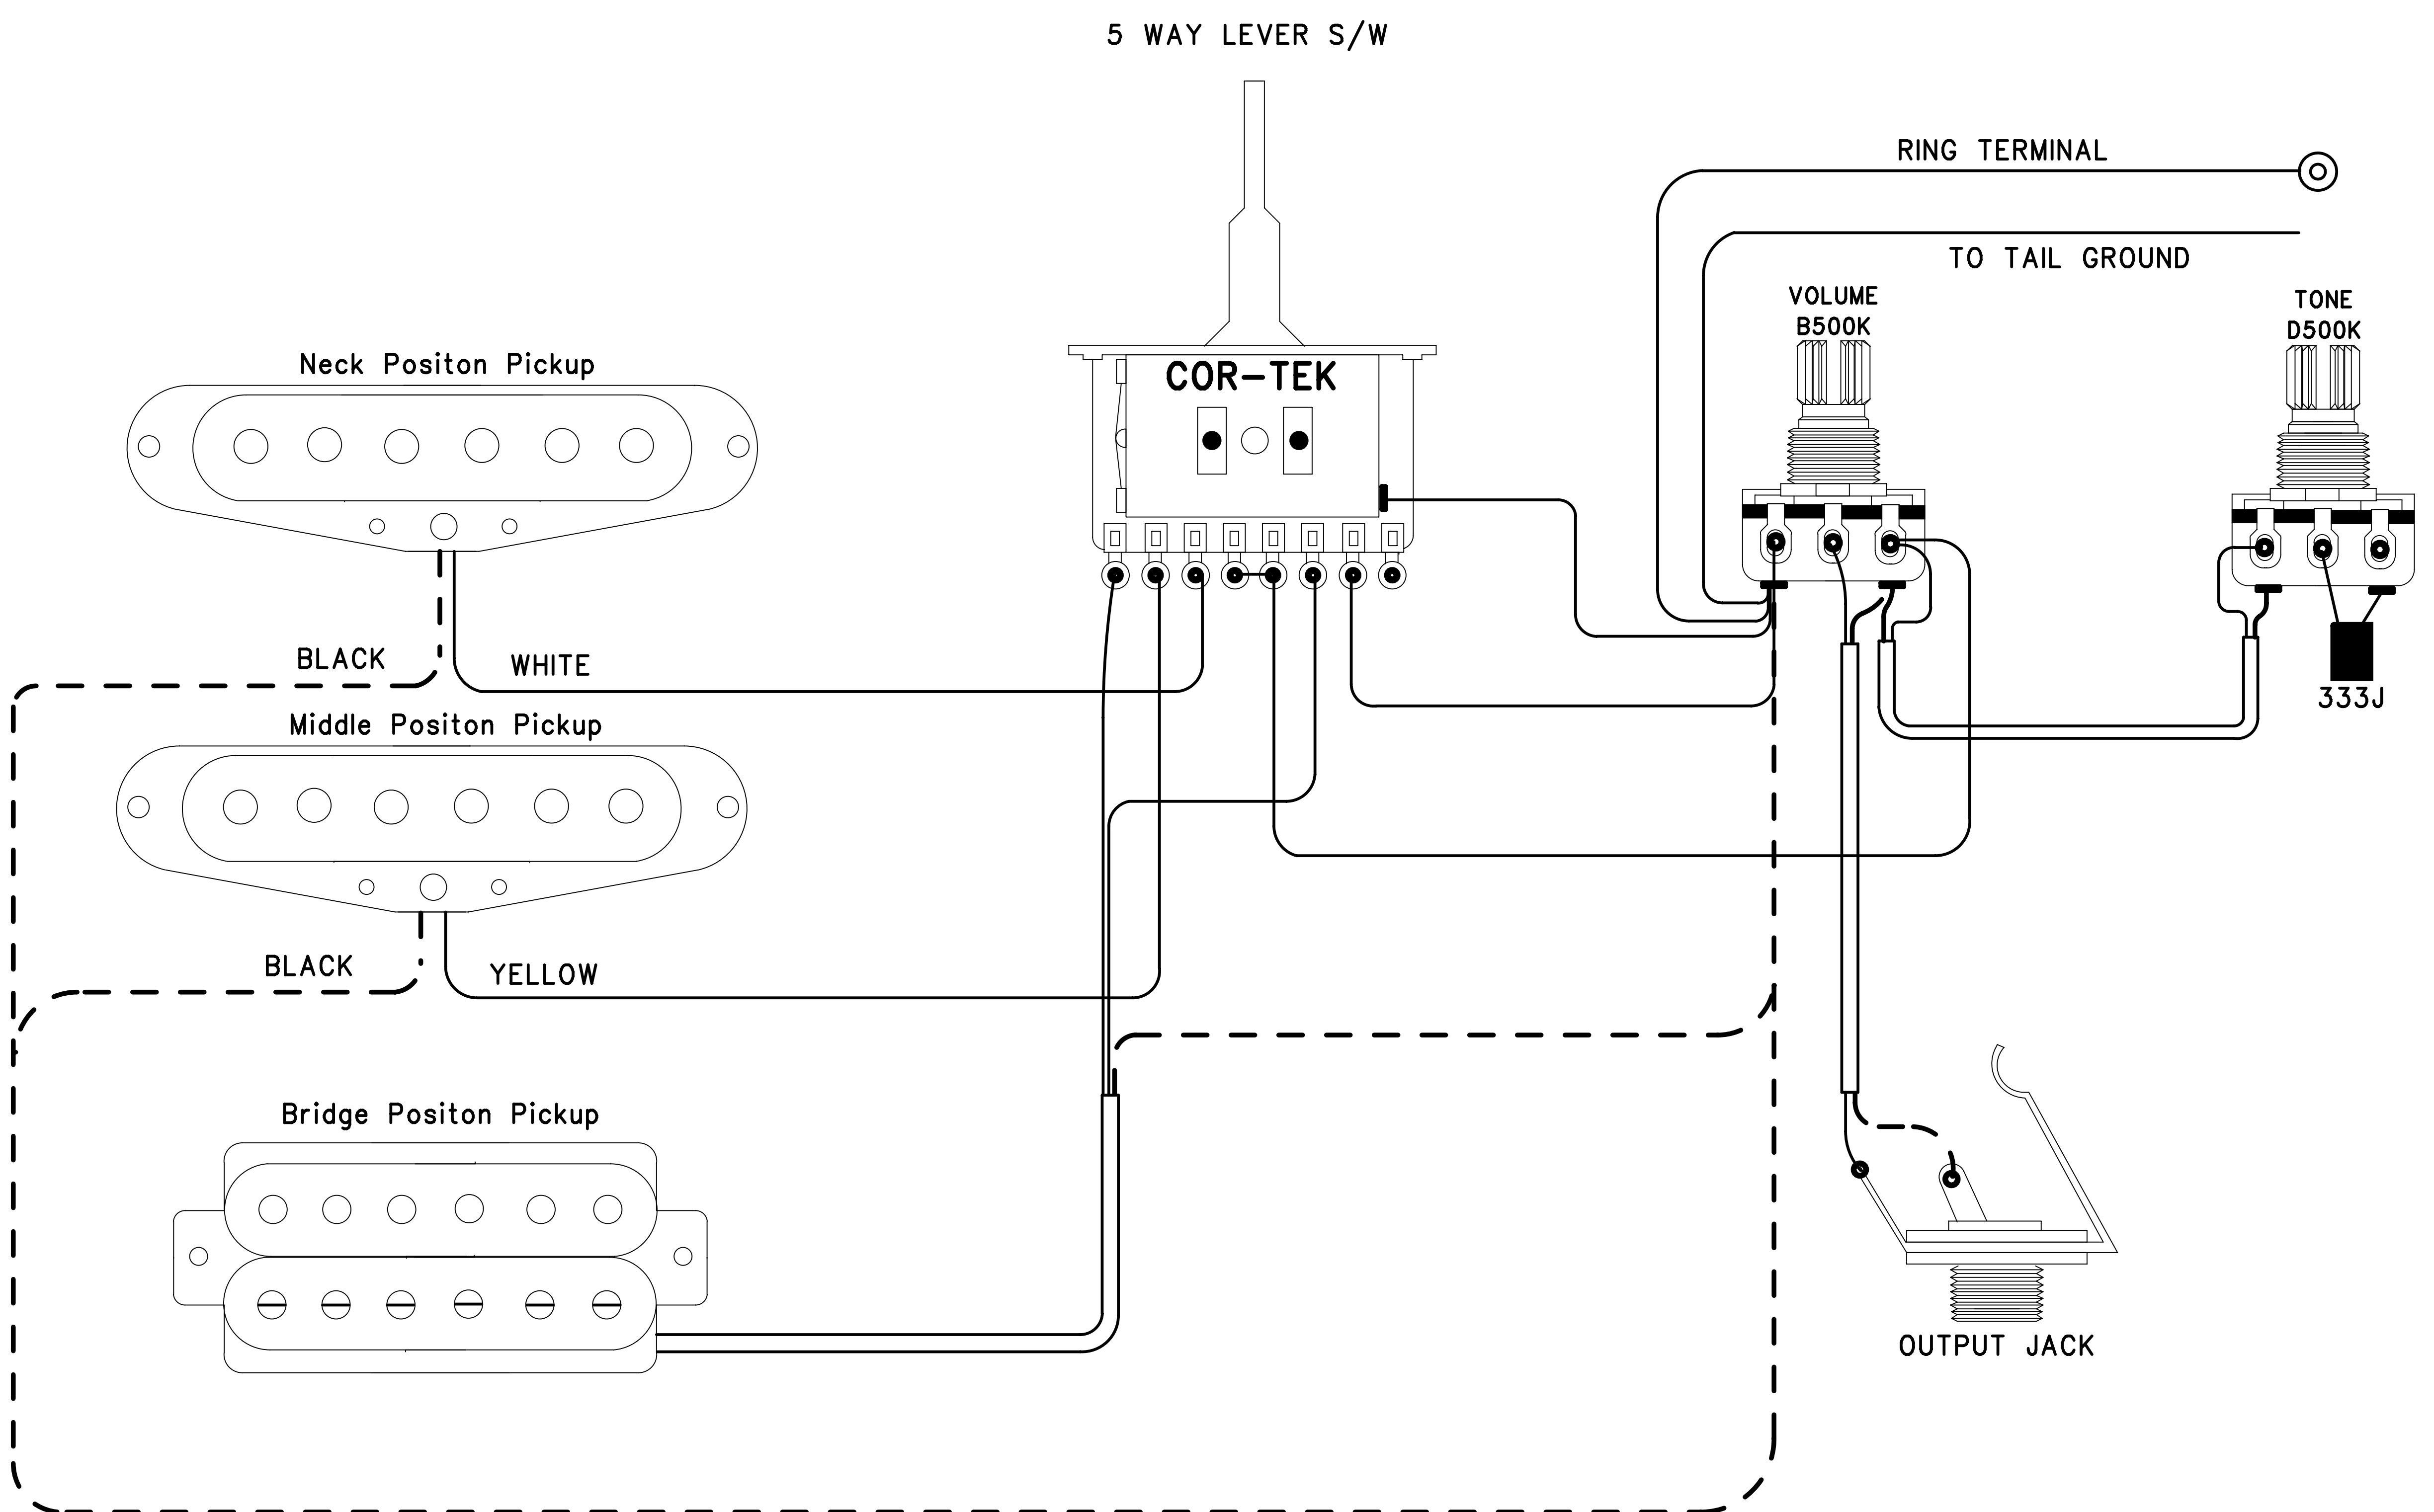 5 WAY LEVER S/W
RING TERMINAL
TO TAIL GROUND
VOLUME
B500K
TONE
D500K
COR-TEK
Neck Positon Pickup
BLACK
WHITE
333J
Middle Positon Pickup
BLACK
YELLOW
Bridge Positon Pickup
OUTPUT JACK